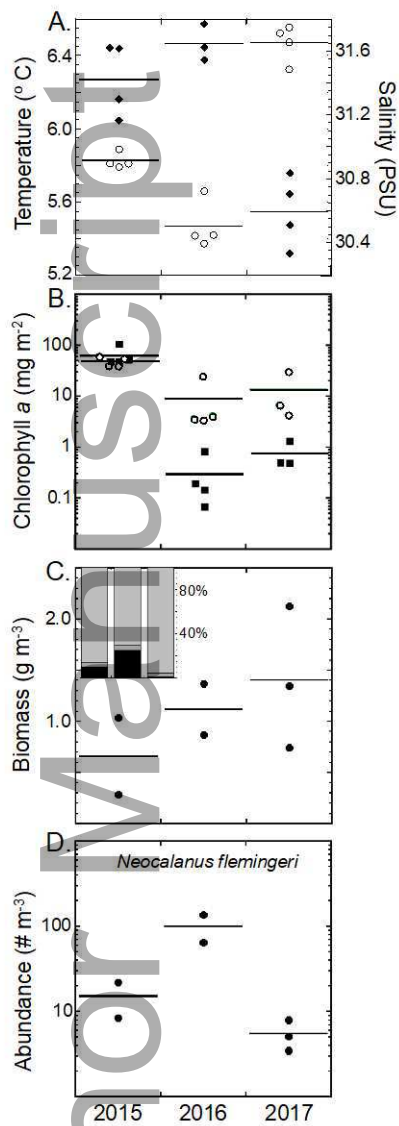 A.
6.4
6.0
5.6
5.2
Temperature (º C)
31.6
31.2
30.8
30.4
Salinity (PSU)
B.
100
10
1
0.1
Chlorophyll a (mg m-2)
C.
80%
40%
2.0
1.0
Biomass (g m-3)
D.
Neocalanus flemingeri
100
10
Abundance (# m-3)
2015 2016 2017
or Manuscript